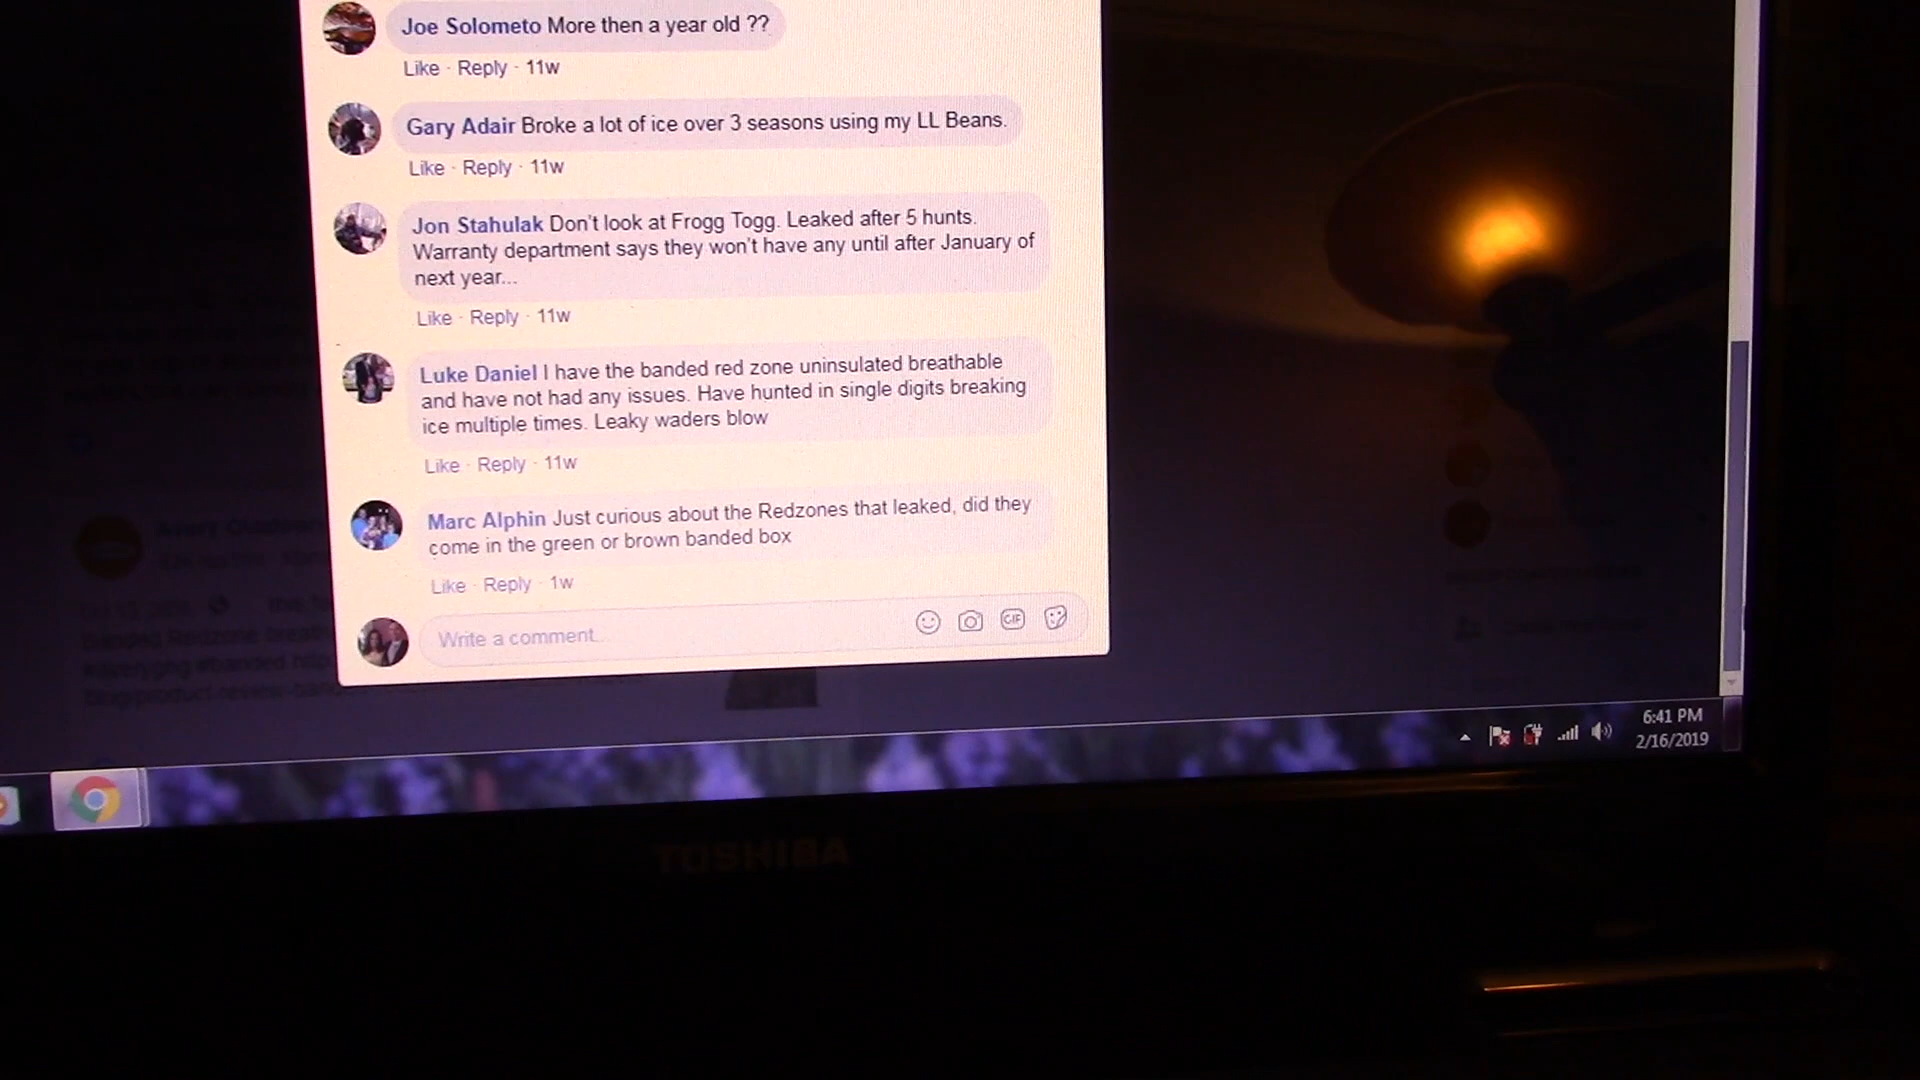 Joe Solometo More then a year old ??
Like · Reply · 11w
Gary Adair Broke a lot of ice over 3 seasons using my LL Beans.
Like · Reply · 11w
Jon Stahulak Don't look at Frogg Togg. Leaked after 5 hunts.
Warranty department says they won't have any until after January of
next year...
Like · Reply · 11w
Luke Daniel I have the banded red zone uninsulated breathable
and have not had any issues. Have hunted in single digits breaking
ice multiple times. Leaky waders blow
Like · Reply · 11w
Marc Alphin Just curious about the Redzones that leaked, did they
come in the green or brown banded box
Like · Reply · 1w
Write a comment...
GIF
6:41 PM
2/16/2019
TOSHIBA